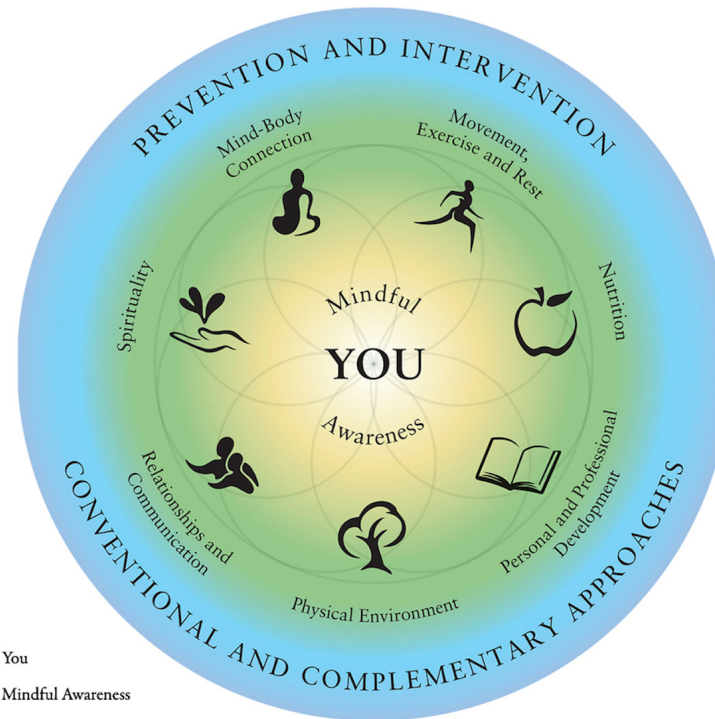 PREVENTION AND INTERVENTION
Mind-Body
Connection
Movement,
Exercise and Rest
Spirituality
Nutrition
Mindful
YOU
Awareness
Relationships and
Communication
Personal and Professional
Development
Physical Environment
CONVENTIONAL AND COMPLEMENTARY APPROACHES
You
Mindful Awareness